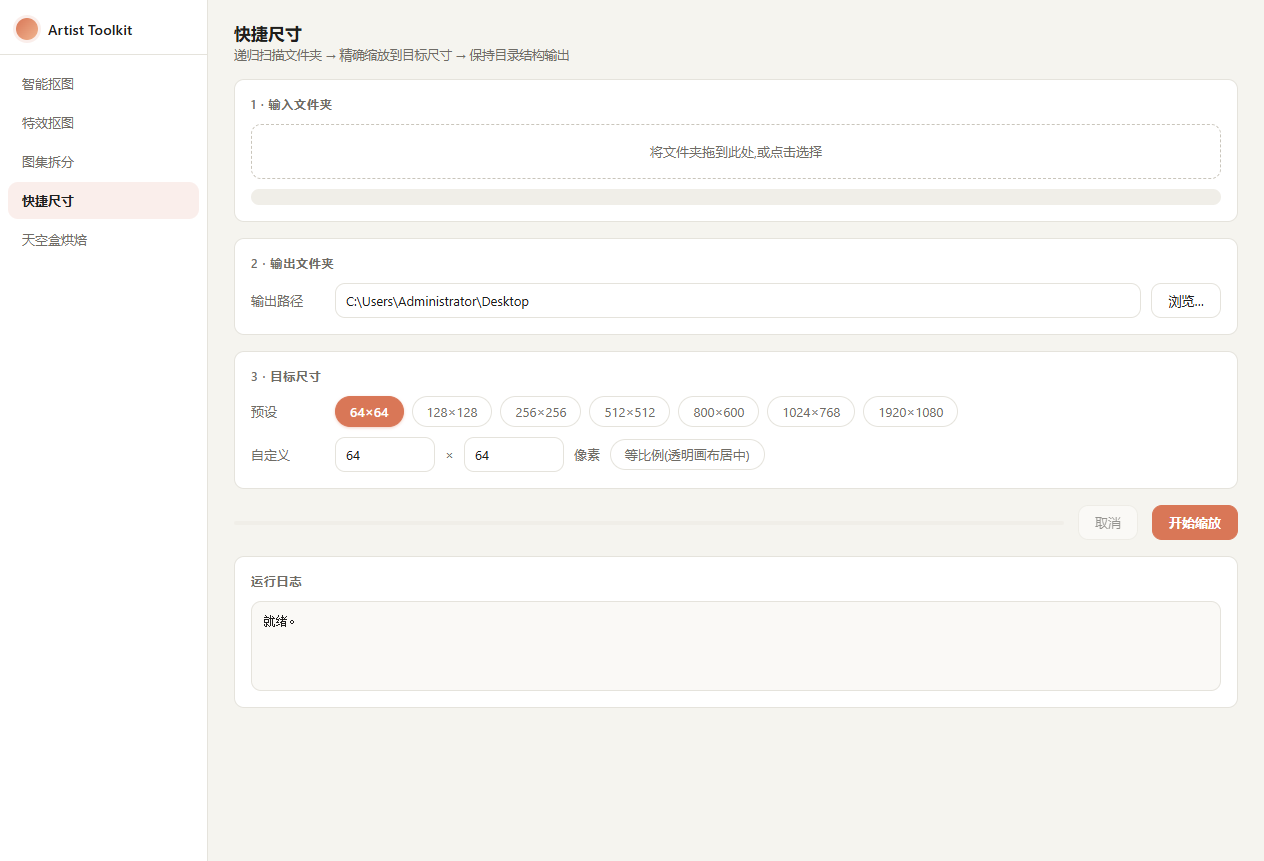 Artist Toolkit
智能抠图
特效抠图
图集拆分
快捷尺寸
天空盒烘焙
快捷尺寸
递归扫描文件夹 → 精确缩放到目标尺寸 → 保持目录结构输出
1 · 输入文件夹
将文件夹拖到此处,或点击选择
2 · 输出文件夹
输出路径 C:\Users\Administrator\Desktop 浏览...
3 · 目标尺寸
预设 64×64 128×128 256×256 512×512 800×600 1024×768 1920×1080
自定义 64 × 64 像素 等比例(透明画布居中)
取消 开始缩放
运行日志
就绪。